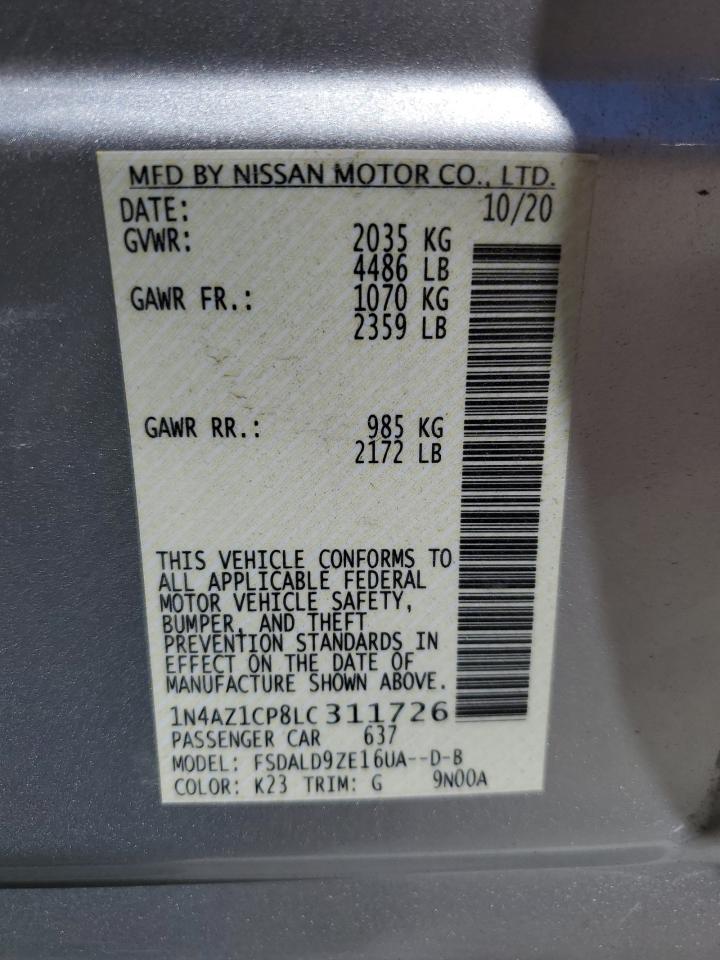 MFD BY NISSAN MOTOR CO., LTD.
DATE: 10/20
GVWR: 2035 KG
4486 LB
GAWR FR.: 1070 KG
2359 LB
GAWR RR.: 985 KG
2172 LB
THIS VEHICLE CONFORMS TO
ALL APPLICABLE FEDERAL
MOTOR VEHICLE SAFETY,
BUMPER, AND THEFT
PREVENTION STANDARDS IN
EFFECT ON THE DATE OF
MANUFACTURE SHOWN ABOVE.
1N4AZ1CP8LC311726
PASSENGER CAR 637
MODEL: FSDALD9ZE16UA--D-B
COLOR: K23 TRIM: G 9N00A